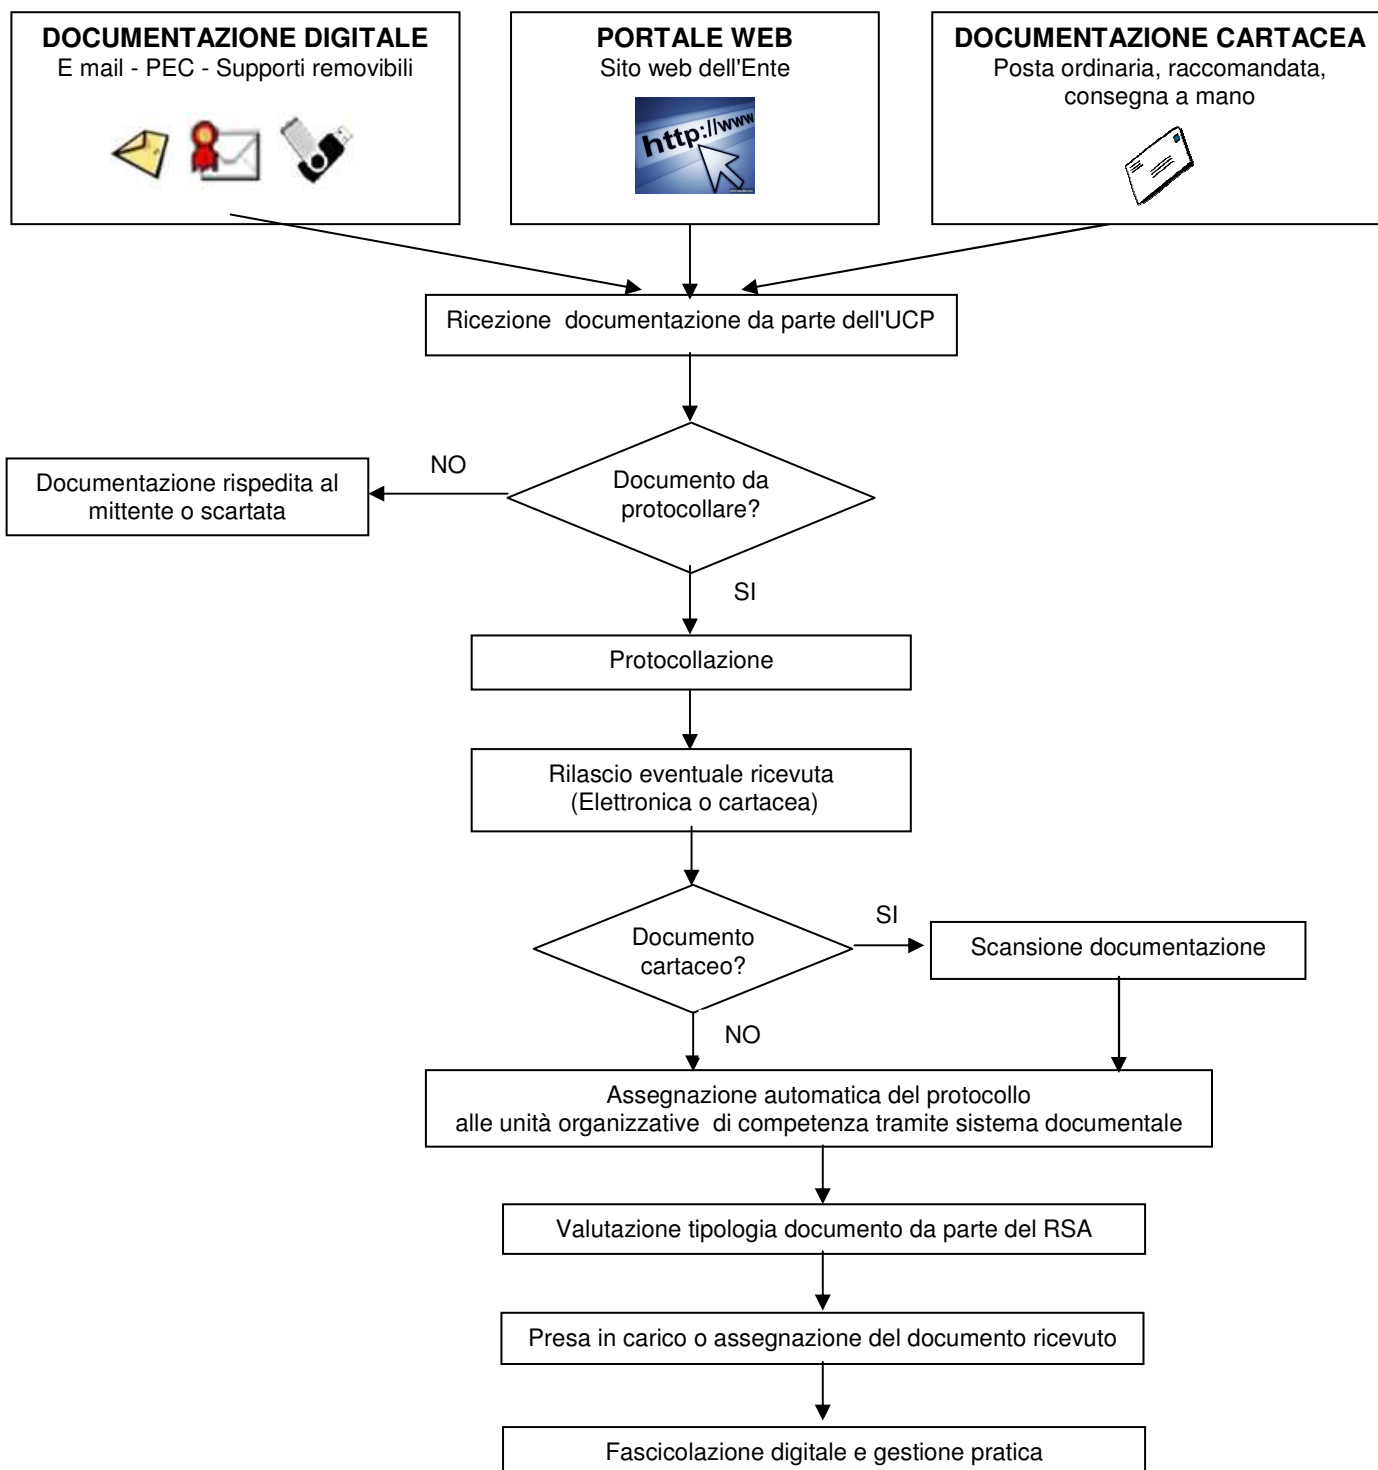 DOCUMENTAZIONE DIGITALE
E mail - PEC - Supporti removibili
PORTALE WEB
Sito web dell'Ente
http://www
DOCUMENTAZIONE CARTACEA
Posta ordinaria, raccomandata,
consegna a mano
Ricezione documentazione da parte dell'UCP
Documento da
protocollare?
NO
Documentazione rispedita al
mittente o scartata
SI
Protocollazione
Rilascio eventuale ricevuta
(Elettronica o cartacea)
Documento
cartaceo?
SI
Scansione documentazione
NO
Assegnazione automatica del protocollo
alle unità organizzative di competenza tramite sistema documentale
Valutazione tipologia documento da parte del RSA
Presa in carico o assegnazione del documento ricevuto
Fascicolazione digitale e gestione pratica